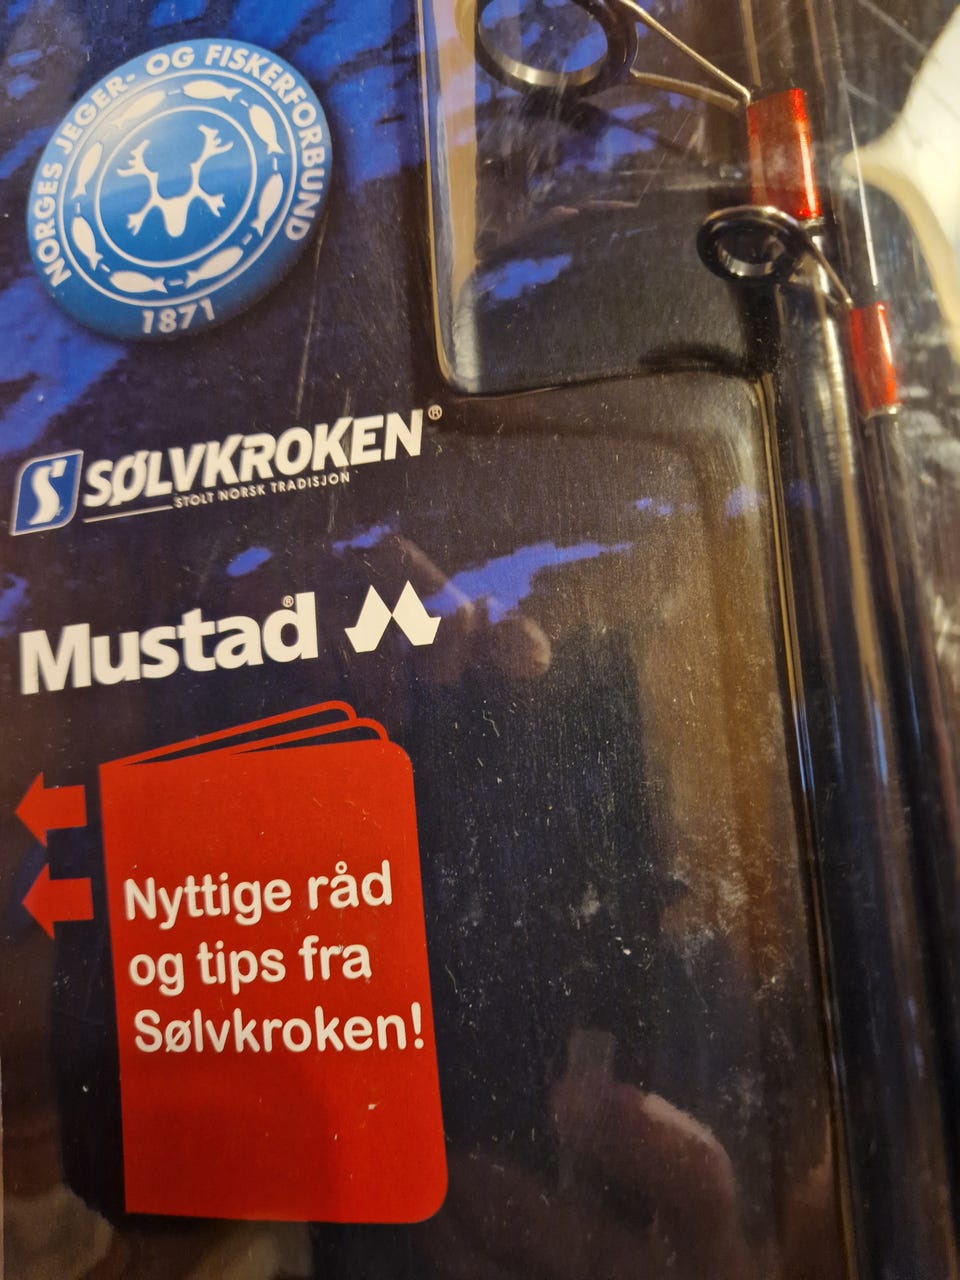 NORGES JEGER- OG FISKERFORBUND
1871
S SØLVKROKEN®
STOLT NORSK TRADISJON
Mustad®
Nyttige råd
og tips fra
Sølvkroken!